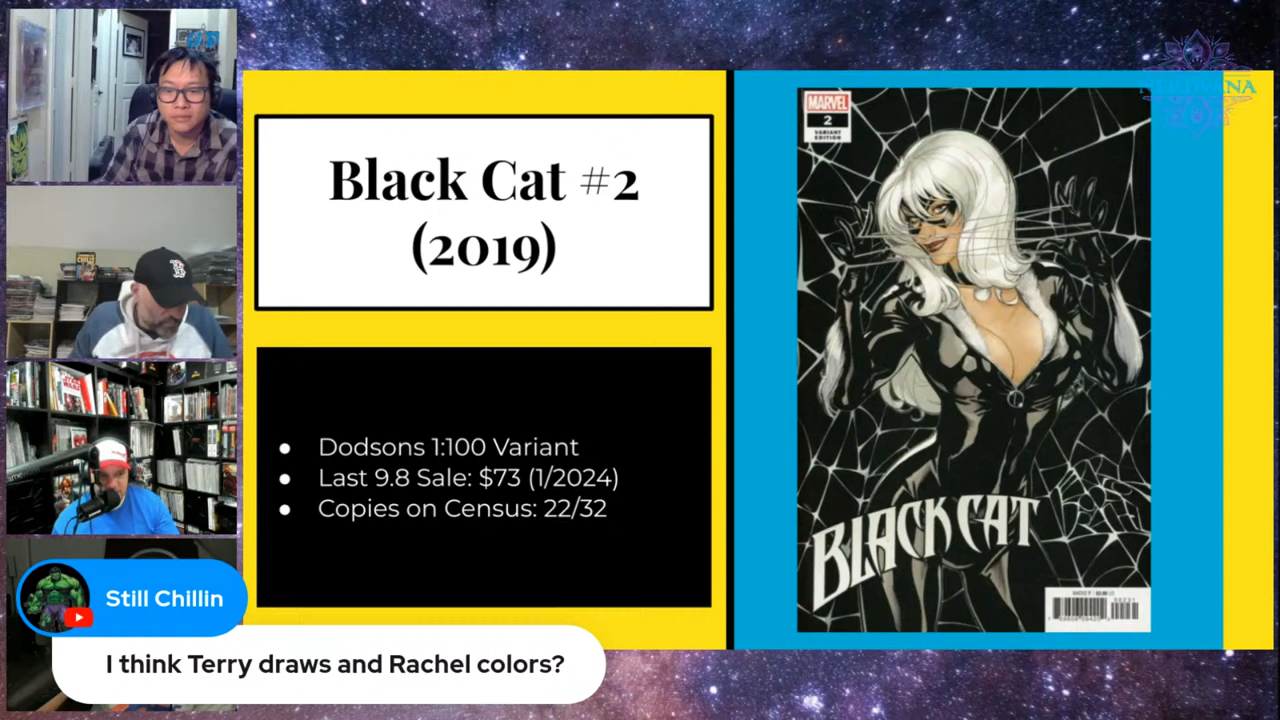 NERDVANA
Black Cat #2
(2019)
● Dodsons 1:100 Variant
● Last 9.8 Sale: $73 (1/2024)
● Copies on Census: 22/32
MARVEL
2
VARIANT
EDITION
BLACK CAT
B
Still Chillin
I think Terry draws and Rachel colors?